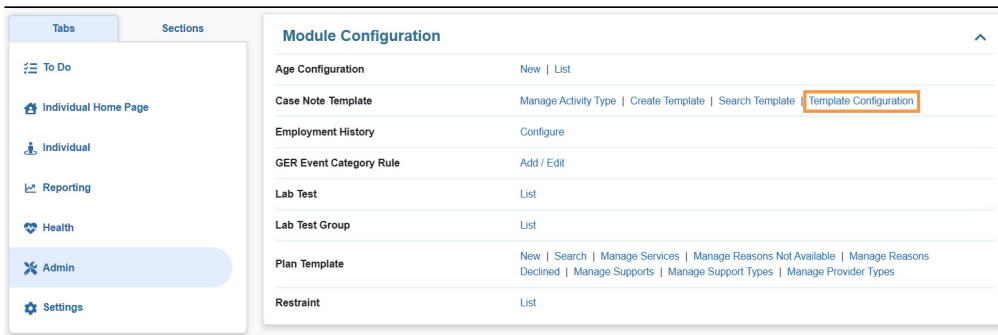 Tabs
Sections
To Do
Individual Home Page
Individual
Reporting
Health
Admin
Settings
Module Configuration
Age Configuration New | List
Case Note Template Manage Activity Type | Create Template | Search Template | Template Configuration
Employment History Configure
GER Event Category Rule Add / Edit
Lab Test List
Lab Test Group List
Plan Template New | Search | Manage Services | Manage Reasons Not Available | Manage Reasons
Declined | Manage Supports | Manage Support Types | Manage Provider Types
Restraint List